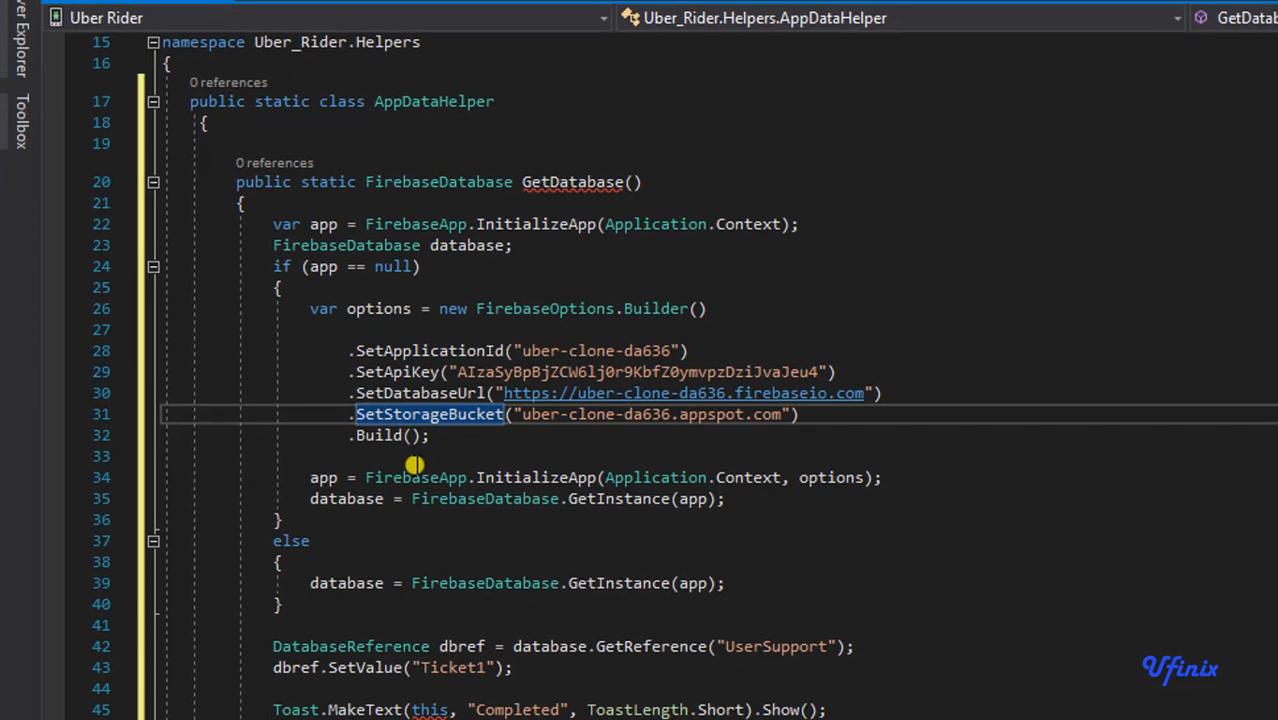 Uber Rider
Uber_Rider.Helpers.AppDataHelper
GetDatab
ver Explorer
Toolbox
15 namespace Uber_Rider.Helpers
16 {
0 references
17 public static class AppDataHelper
18 {
19
0 references
20 public static FirebaseDatabase GetDatabase()
21 {
22 var app = FirebaseApp.InitializeApp(Application.Context);
23 FirebaseDatabase database;
24 if (app == null)
25 {
26 var options = new FirebaseOptions.Builder()
27
28 .SetApplicationId("uber-clone-da636")
29 .SetApiKey("AIzaSyBpBjZCW6lj0r9KbfZ0ymvpzDziJvaJeu4")
30 .SetDatabaseUrl("https://uber-clone-da636.firebaseio.com")
31 .SetStorageBucket("uber-clone-da636.appspot.com")
32 .Build();
33
34 app = FirebaseApp.InitializeApp(Application.Context, options);
35 database = FirebaseDatabase.GetInstance(app);
36 }
37 else
38 {
39 database = FirebaseDatabase.GetInstance(app);
40 }
41
42 DatabaseReference dbref = database.GetReference("UserSupport");
43 dbref.SetValue("Ticket1");
44
45 Toast.MakeText(this, "Completed", ToastLength.Short).Show();
Ufinix